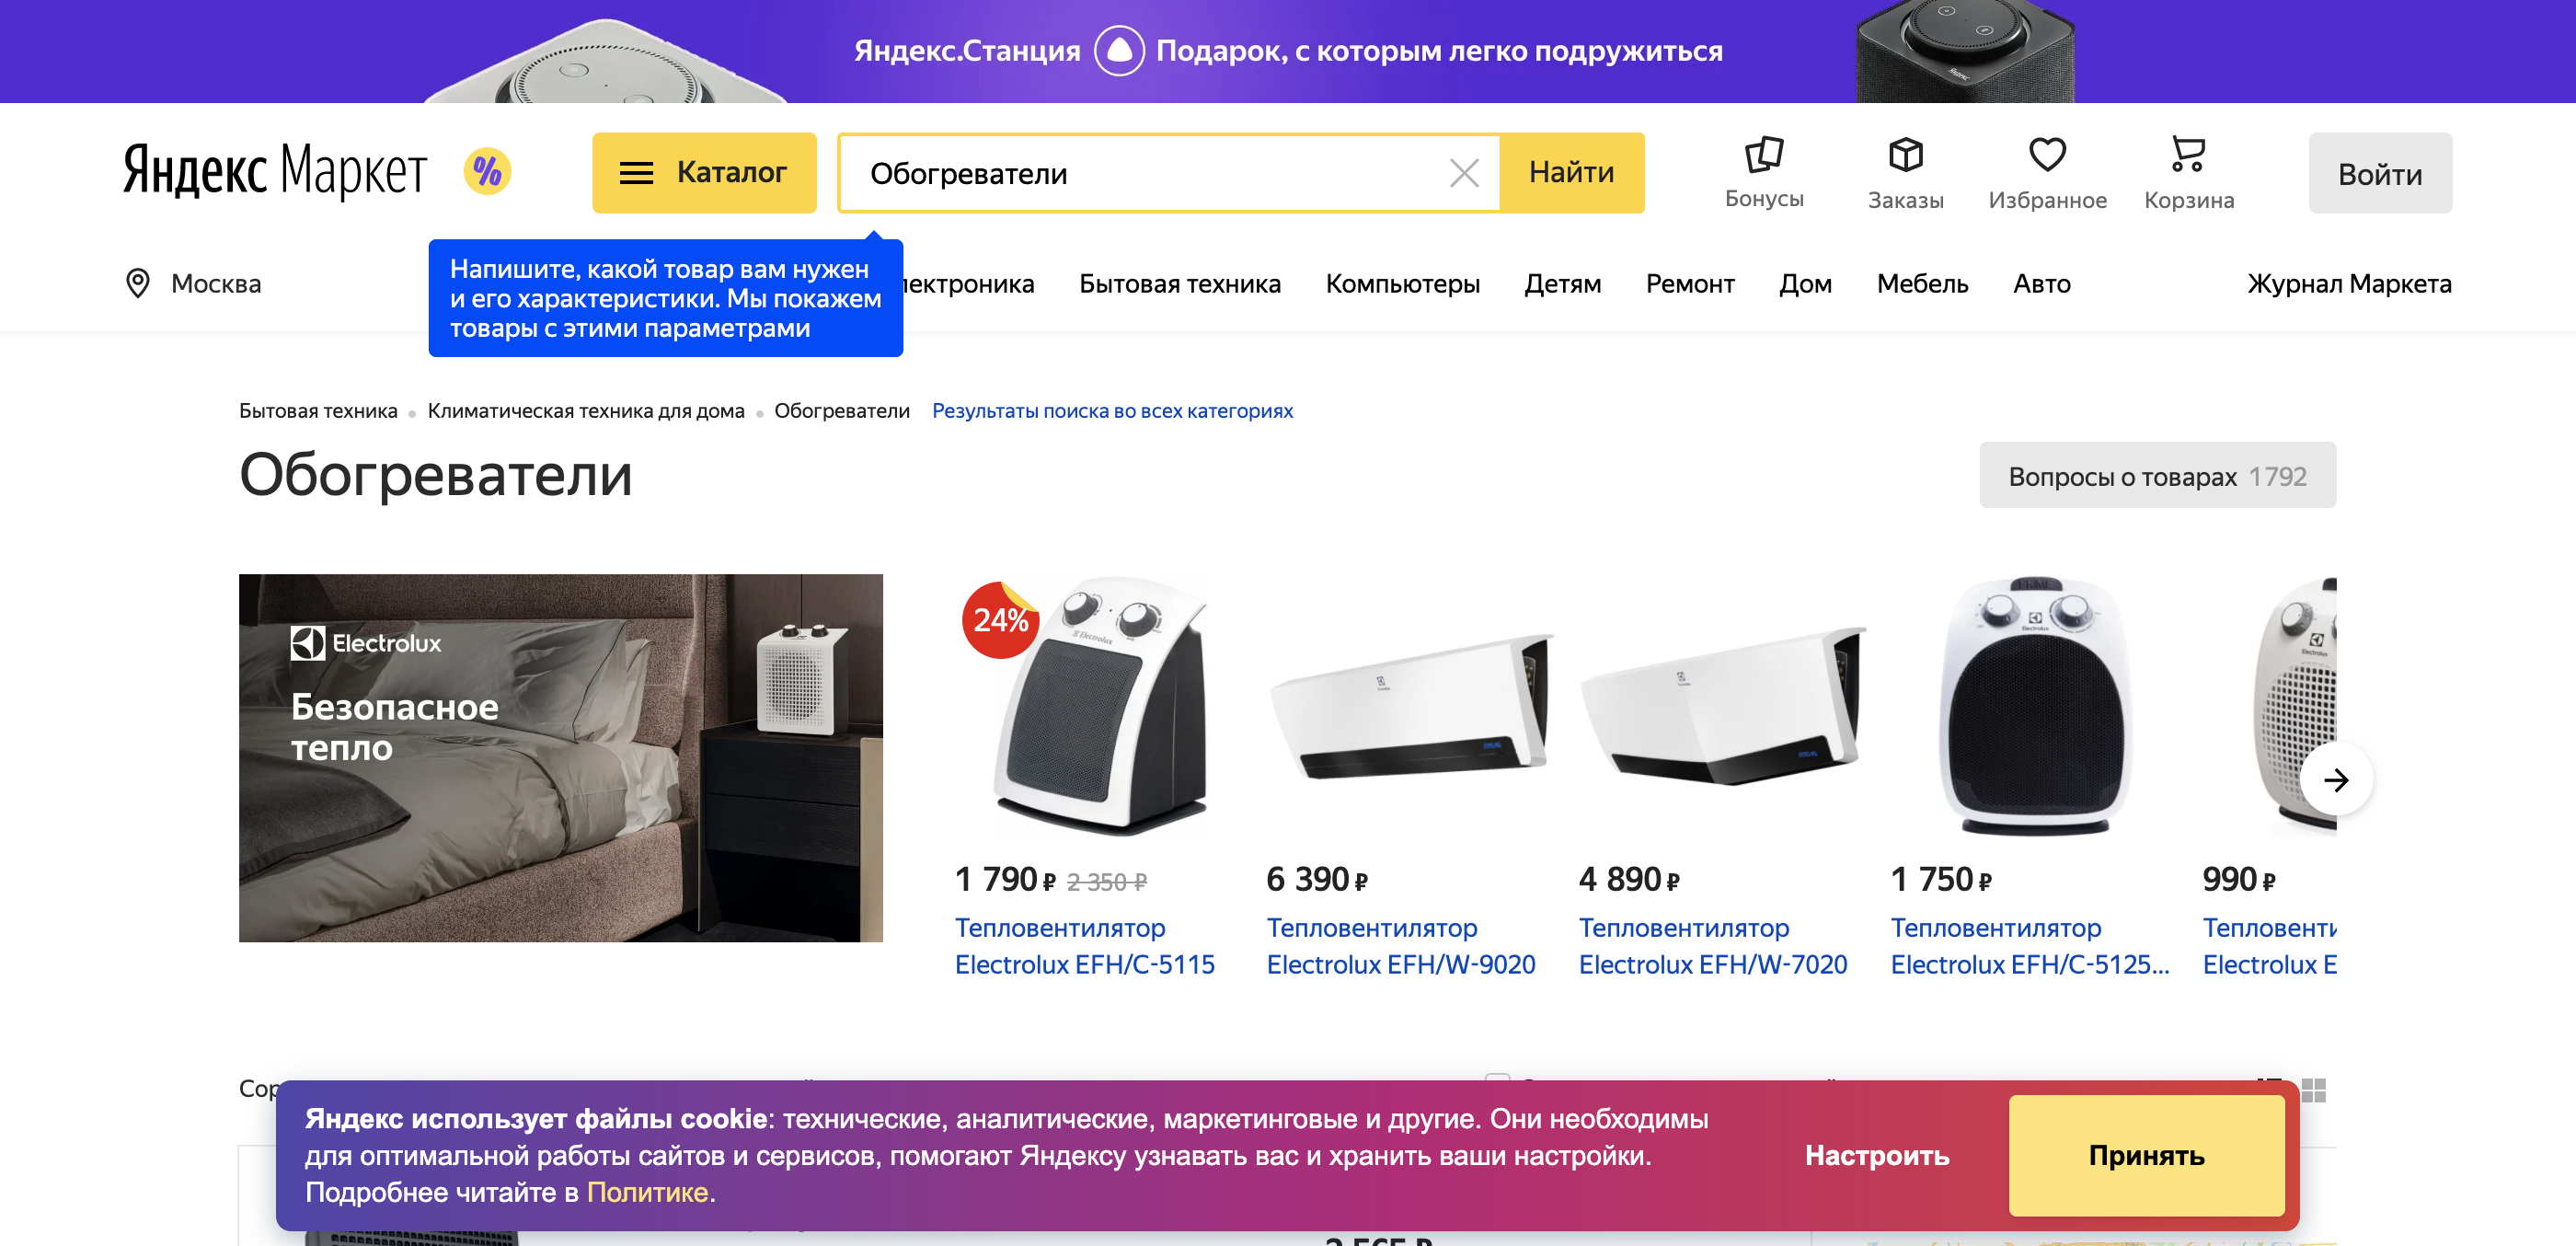 Яндекс.Станция Подарок, с которым легко подружиться
Яндекс Маркет
%
Каталог
Обогреватели
Найти
Бонусы
Заказы
Избранное
Корзина
Войти
Москва
Напишите, какой товар вам нужен
и его характеристики. Мы покажем
товары с этими параметрами
Бытовая техника
Компьютеры
Детям
Ремонт
Дом
Мебель
Авто
Журнал Маркета
Бытовая техника • Климатическая техника для дома • Обогреватели Результаты поиска во всех категориях
Обогреватели
Вопросы о товарах 1792
Electrolux
Безопасное
тепло
24%
1 790 ₽ 2 350 ₽
Тепловентилятор
Electrolux EFH/C-5115
6 390 ₽
Тепловентилятор
Electrolux EFH/W-9020
4 890 ₽
Тепловентилятор
Electrolux EFH/W-7020
1 750 ₽
Тепловентилятор
Electrolux EFH/C-5125...
990 ₽
Electrolux
Яндекс использует файлы cookie: технические, аналитические, маркетинговые и другие. Они необходимы
для оптимальной работы сайтов и сервисов, помогают Яндексу узнавать вас и хранить ваши настройки.
Подробнее читайте в Политике.
Настроить
Принять